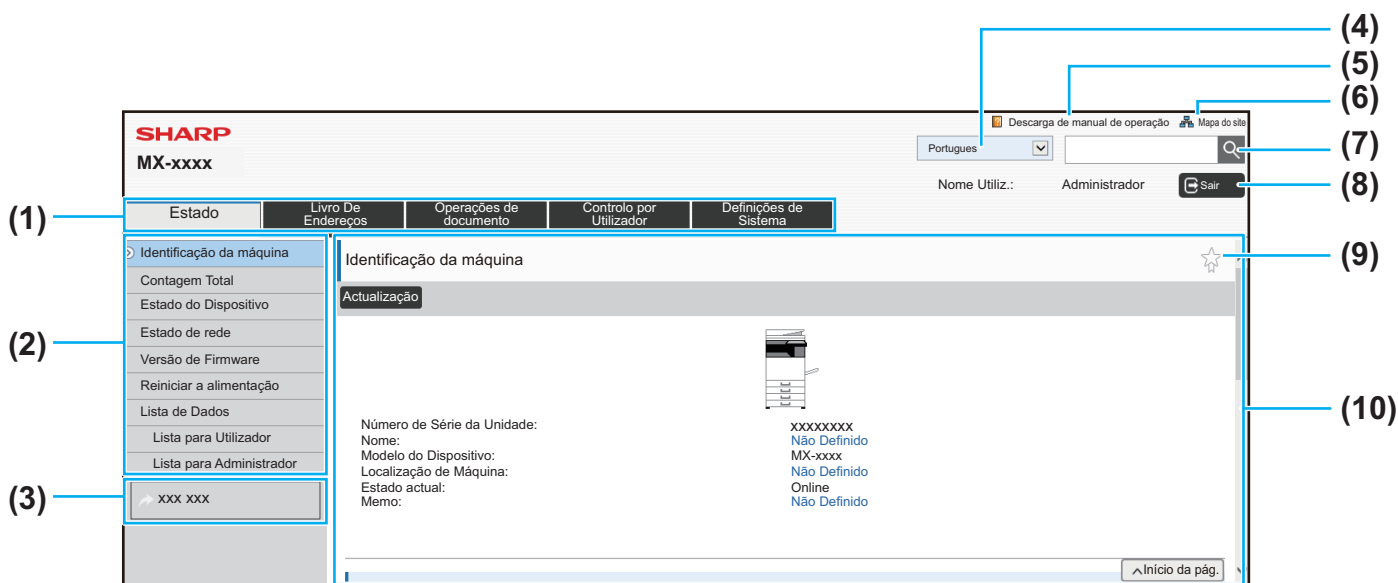 (4)
(5)
(6)
Descarga de manual de operação Mapa do site
SHARP
MX-xxxx
Portugues
(7)
Nome Utiliz.: Administrador Sair
(8)
(1)
Estado
Livro De
Endereços
Operações de
documento
Controlo por
Utilizador
Definições de
Sistema
(2)
Identificação da máquina
Contagem Total
Estado do Dispositivo
Estado de rede
Versão de Firmware
Reiniciar a alimentação
Lista de Dados
Lista para Utilizador
Lista para Administrador
(3)
xxx xxx
Identificação da máquina
(9)
Actualização
Número de Série da Unidade: xxxxxxxx
Nome: Não Definido
Modelo do Dispositivo: MX-xxxx
Localização de Máquina: Não Definido
Estado actual: Online
Memo: Não Definido
(10)
Início da pág.